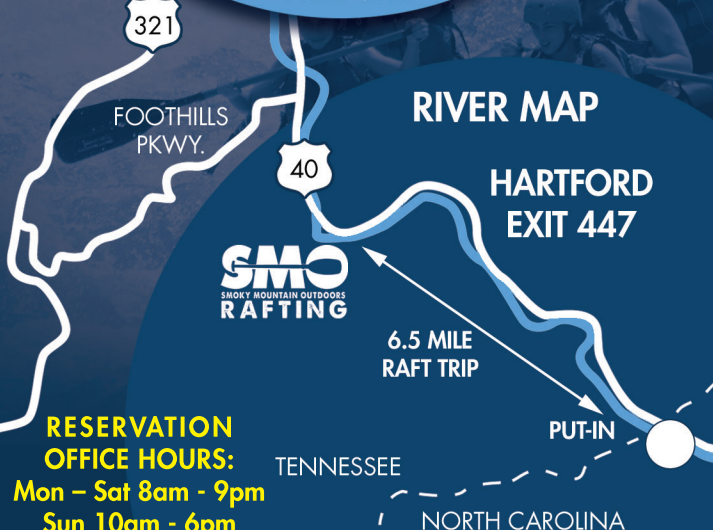 321
FOOTHILLS
PKWY.
RIVER MAP
40
HARTFORD
EXIT 447
SMO
SMOKY MOUNTAIN OUTDOORS
RAFTING
6.5 MILE
RAFT TRIP
PUT-IN
RESERVATION
OFFICE HOURS:
Mon – Sat 8am - 9pm
Sun 10am - 6pm
TENNESSEE
NORTH CAROLINA